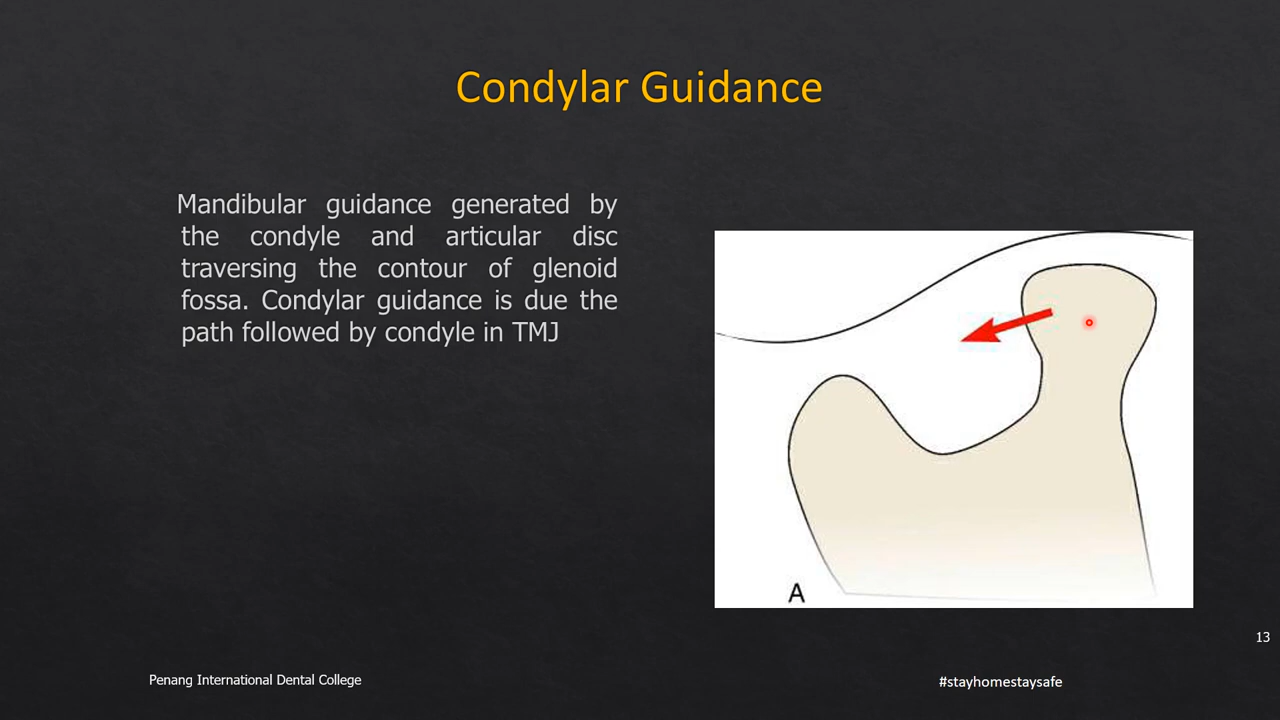 Condylar Guidance
Mandibular guidance generated by
the condyle and articular disc
traversing the contour of glenoid
fossa. Condylar guidance is due the
path followed by condyle in TMJ
A
13
Penang International Dental College
#stayhomestaysafe